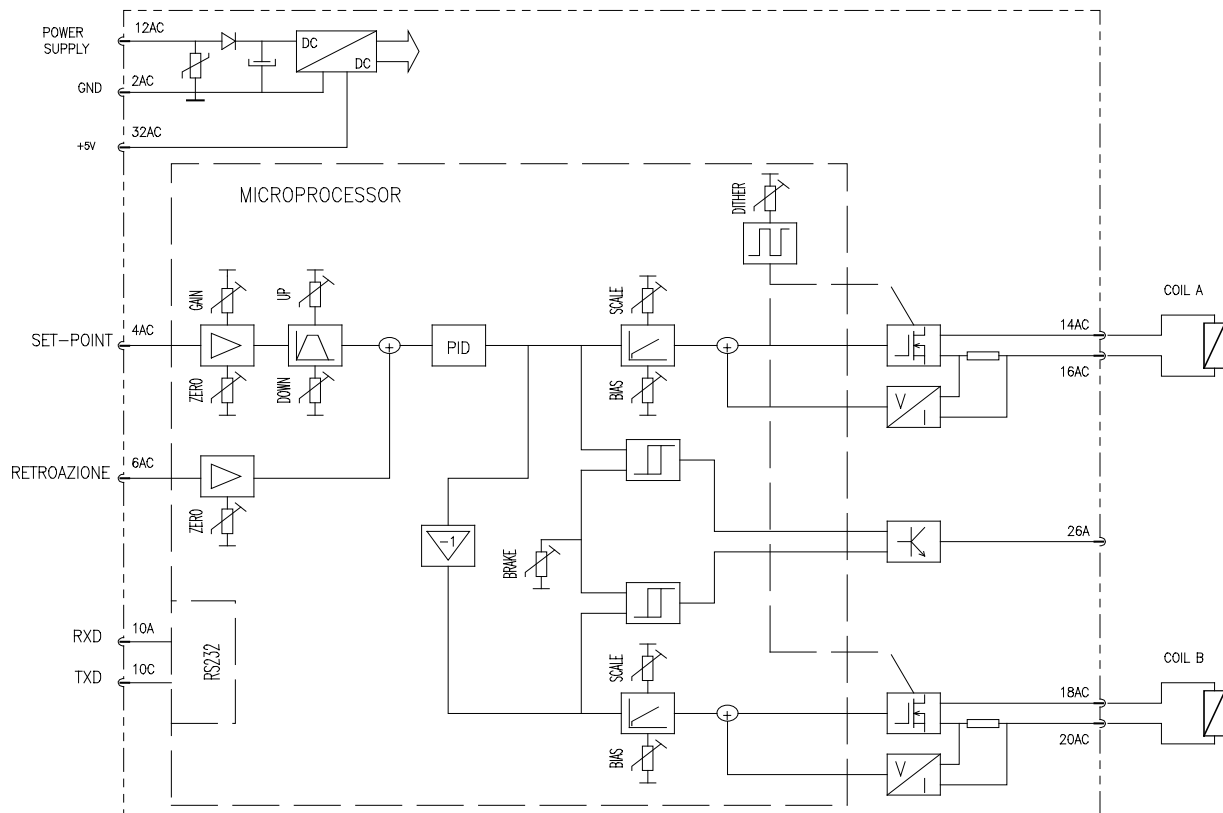 POWER
SUPPLY
12AC
DC
DC
GND
2AC
+5V
32AC
MICROPROCESSOR
DITHER
GAIN
UP
SCALE
COIL A
SET-POINT
4AC
+
PID
+
14AC
16AC
ZERO
DOWN
BIAS
V
I
RETROAZIONE
6AC
ZERO
-1
BRAKE
26A
RXD
10A
RS232
TXD
10C
SCALE
COIL B
+
18AC
20AC
BIAS
V
I